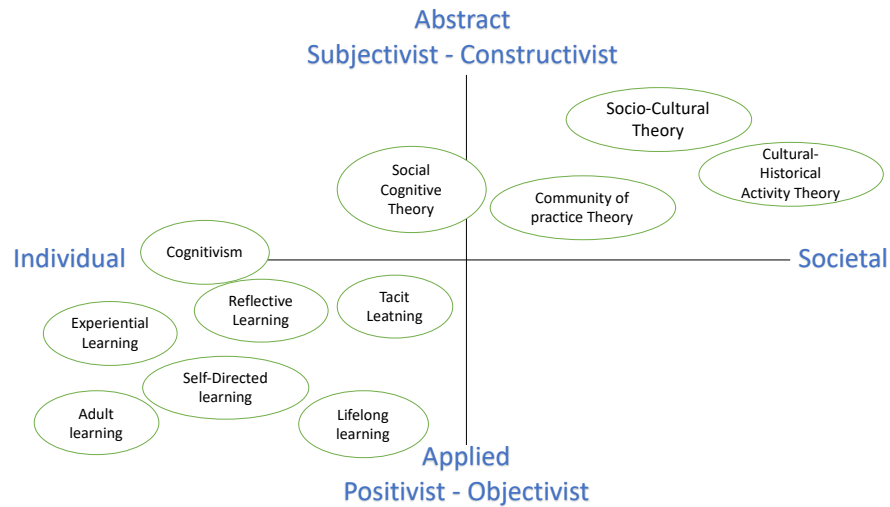 Abstract
Subjectivist - Constructivist
Socio-Cultural
Theory
Cultural-
Historical
Activity Theory
Social
Cognitive
Theory
Community of
practice Theory
Cognitivism
Individual
Societal
Reflective
Learning
Tacit
Leatning
Experiential
Learning
Self-Directed
learning
Adult
learning
Lifelong
learning
Applied
Positivist - Objectivist